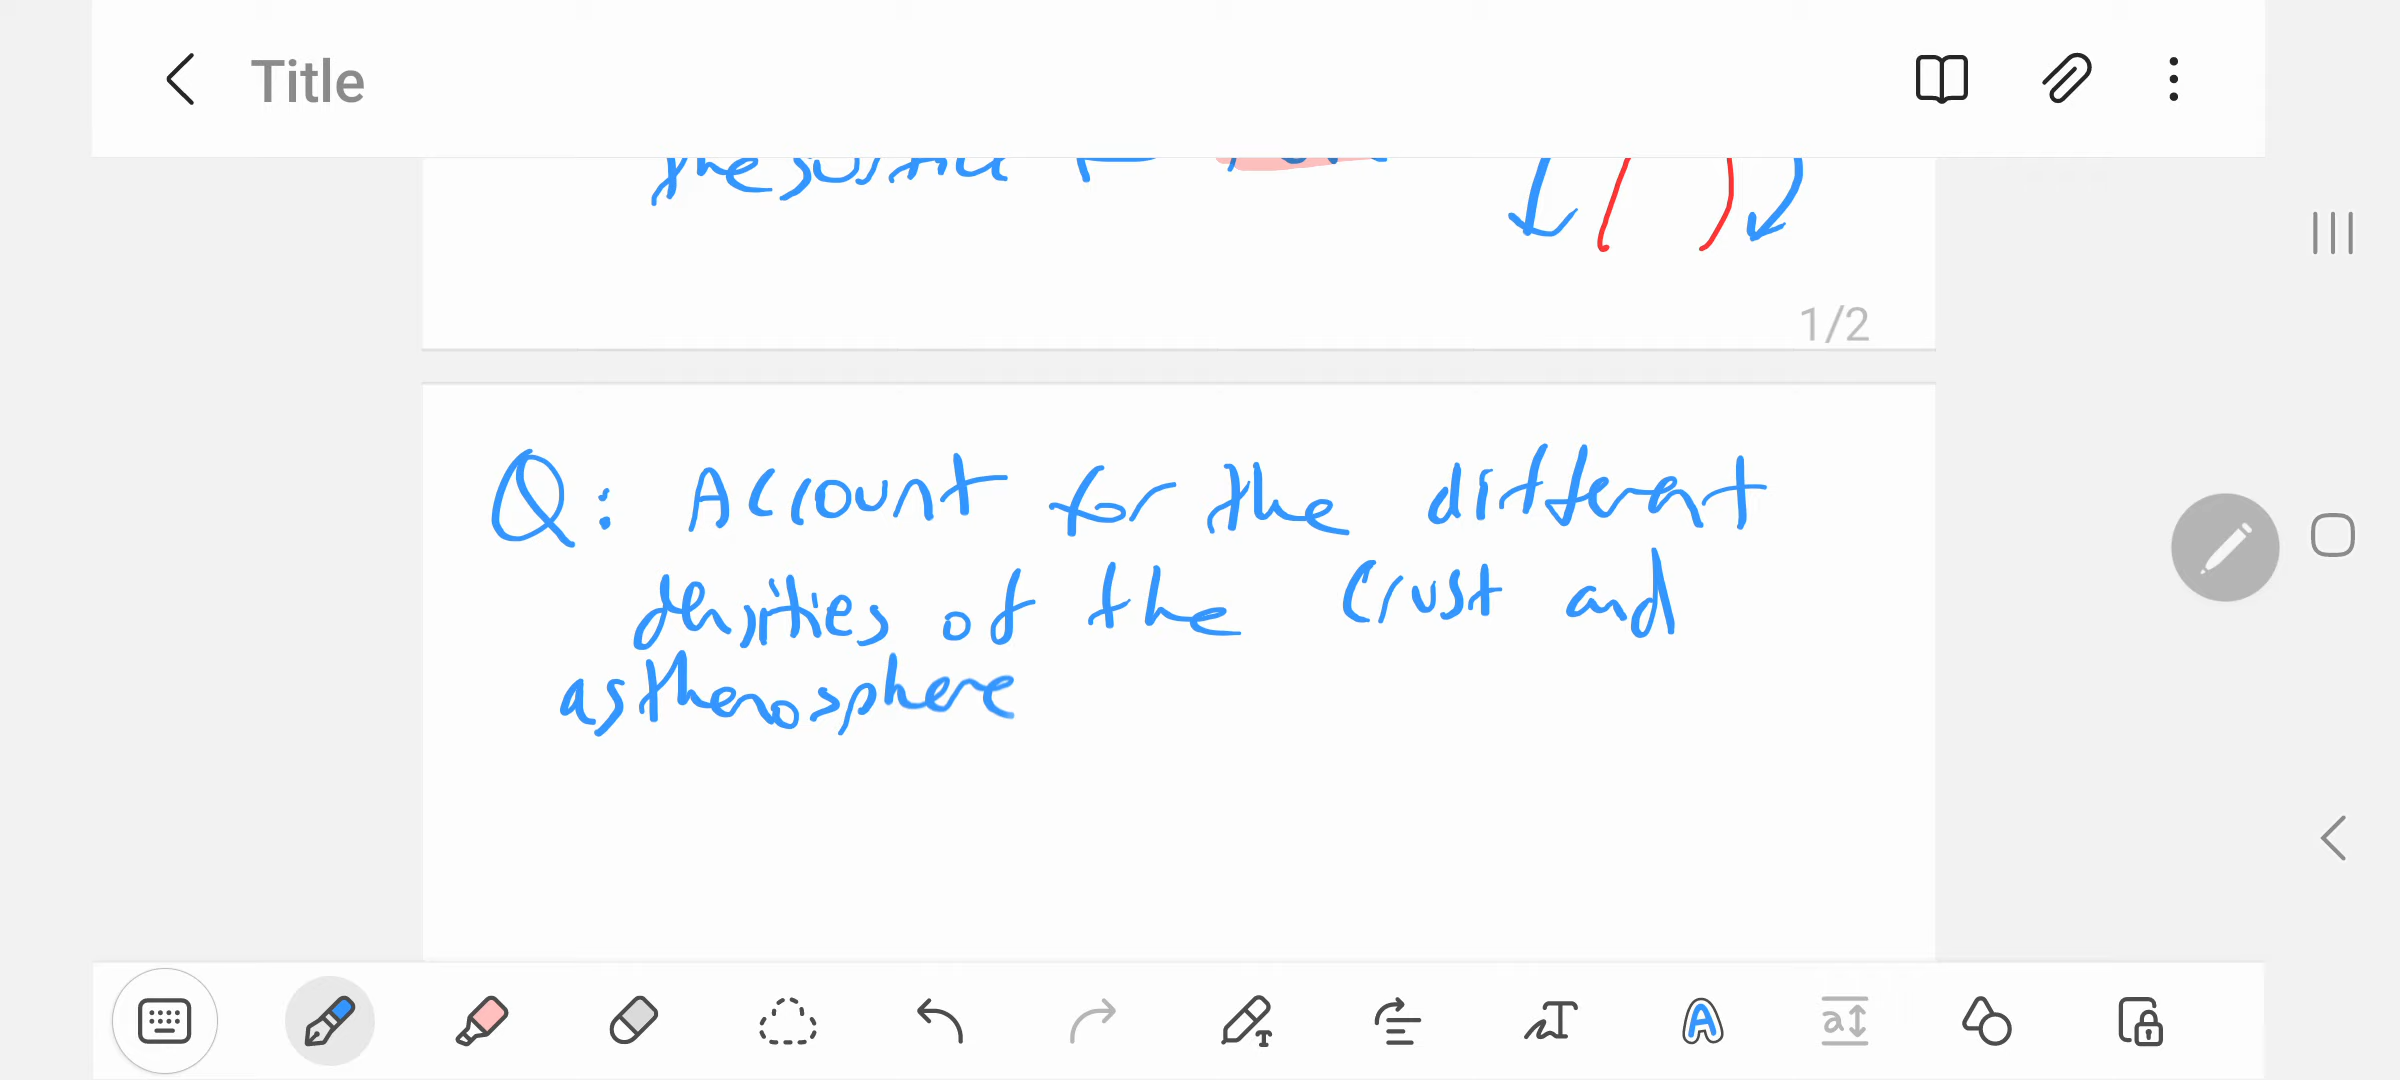 Title
1/2
Q: Account for the different
densities of the crust and
asthenosphere